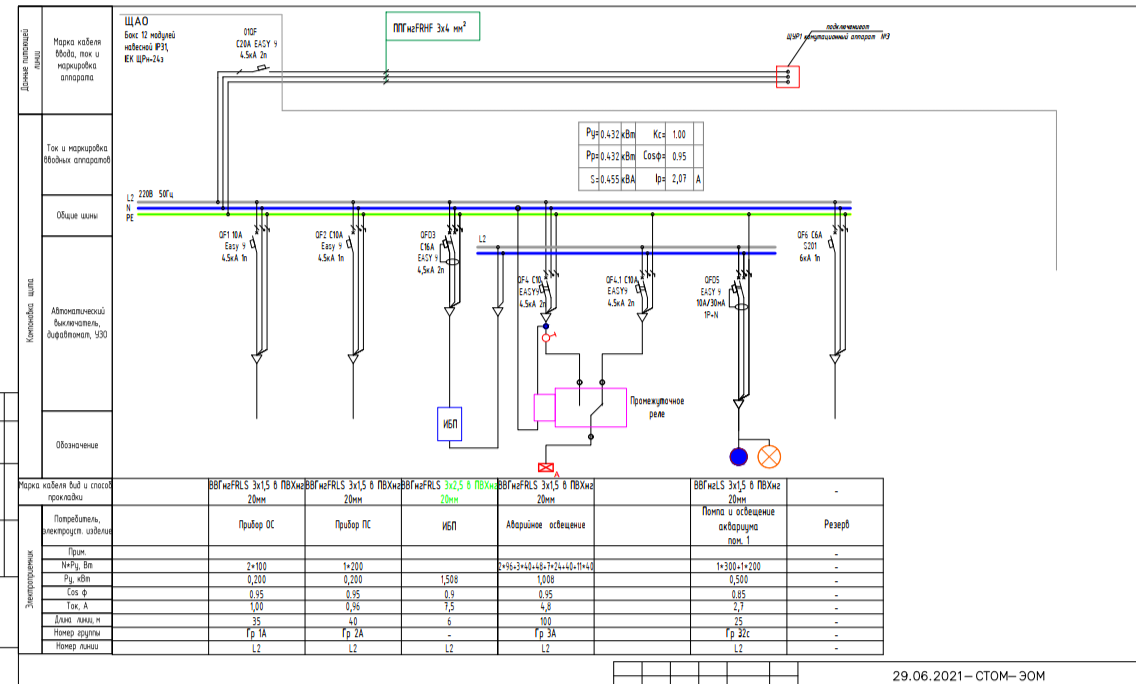 ЩАО
Бокс 12 модулей
навесной IP31,
IEK ЩРн-24з
01QF
C20A EASY 9
4.5кА 2п
ППГнгFRHF 3х4 мм²
подключениеот
ЩУР1 комутационный аппарат №3
Данные питающей линии
Марка кабеля
ввода, ток и
маркировка
аппарата
Ток и маркировка
вводных аппаратов
Общие шины
Компановка щита
Автоматический
выключатель,
дифавтомат, УЗО
Обозначение
Ру= 0.432 кВт Кс= 1.00
Рр= 0.432 кВт Cosφ= 0.95
S= 0.455 кВА Iр= 2,07 А
L2 220В 50Гц
N
PE
QF1 10A
Easy 9
4.5кА 1п
QF2 C10A
Easy 9
4.5кА 1п
QFD3
C16A
EASY 9
4,5кА 2п
L2
QF4 C10
EASY9
4.5кА 2п
QF4.1 C10A
EASY9
4.5кА 2п
QFD5
EASY 9
10A/30мА
1P+N
QF6 C6A
S201
6кА 1п
ИБП
Промежуточное
реле
А
Марка кабеля вид и способ
прокладки
ВВГнгFRLS 3х1,5 в ПВХнг
20мм
ВВГнгFRLS 3х1,5 в ПВХнг
20мм
ВВГнгFRLS 3х2,5 в ПВХнг
20мм
ВВГнгFRLS 3х1,5 в ПВХнг
20мм
ВВГнгLS 3х1,5 в ПВХнг
20мм
-
Электроприемник
Потребитель,
электроуст. изделие
Прибор ОС
Прибор ПС
ИБП
Аварийное освещение
Помпа и освещение
аквариума
пом. 1
Резерв
Прим. -
N*Ру, Вт 2*100 1*200 2*96+3*40+48+7*24+40+11*40 1*300+1*200 -
Ру, кВт 0,200 0,200 1,508 1,008 0,500 -
Cos φ 0.95 0.95 0.9 0.95 0.85 -
Ток, А 1,00 0,96 7,5 4,8 2,7 -
Длина линии, м 35 40 6 100 25 -
Номер группы Гр 1А Гр 2А - Гр 3А Гр 32с -
Номер линии L2 L2 L2 L2 L2 -
29.06.2021-СТОМ-ЭОМ